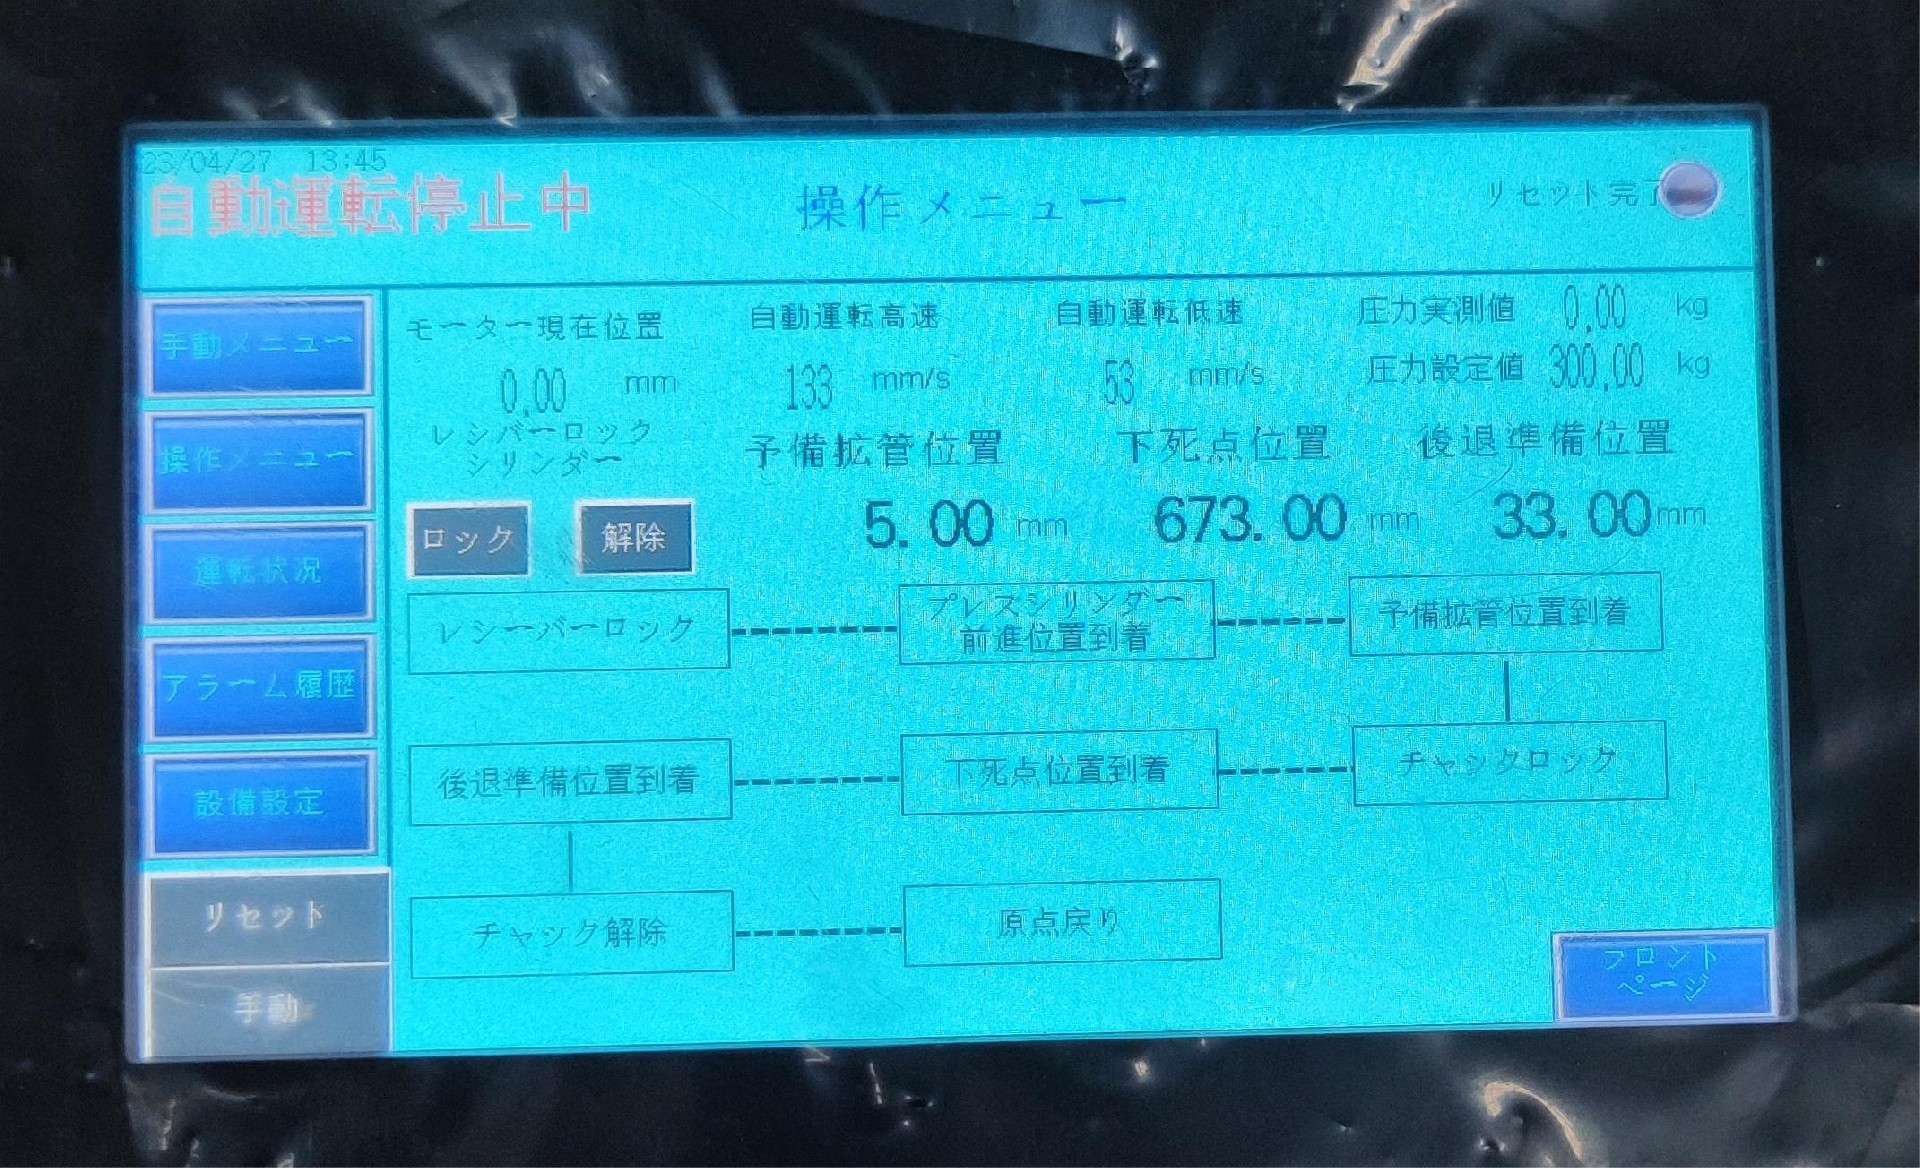 23/04/27 13:45
自動運転停止中
操作メニュー
リセット完了
手動メニュー
操作メニュー
運転状況
アラーム履歴
設備設定
リセット
手動
モーター現在位置
0.00 mm
自動運転高速
133 mm/s
自動運転低速
53 mm/s
圧力実測値 0.00 kg
圧力設定値 300.00 kg
レシバーロック
シリンダー
ロック 解除
予備拡管位置
5.00 mm
下死点位置
673.00 mm
後退準備位置
33.00 mm
レシーバーロック
プレスシリンダー
前進位置到着
予備拡管位置到着
後退準備位置到着
下死点位置到着
チャックロック
チャック解除
原点戻り
フロント
ページ